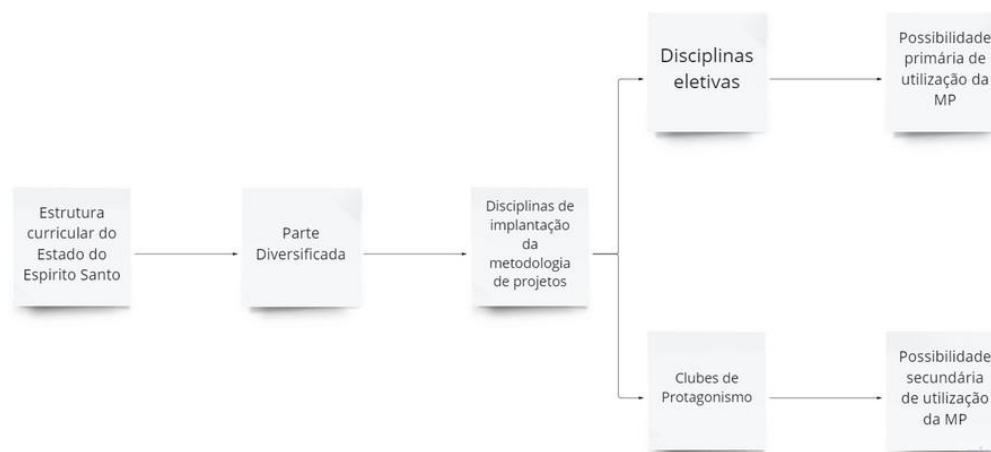 Estrutura
curricular do
Estado do
Espirito Santo
Parte
Diversificada
Disciplinas de
implantação
da
metodologia
de projetos
Disciplinas
eletivas
Possibilidade
primária de
utilização da
MP
Clubes de
Protagonismo
Possibilidade
secundária
de utilização
da MP